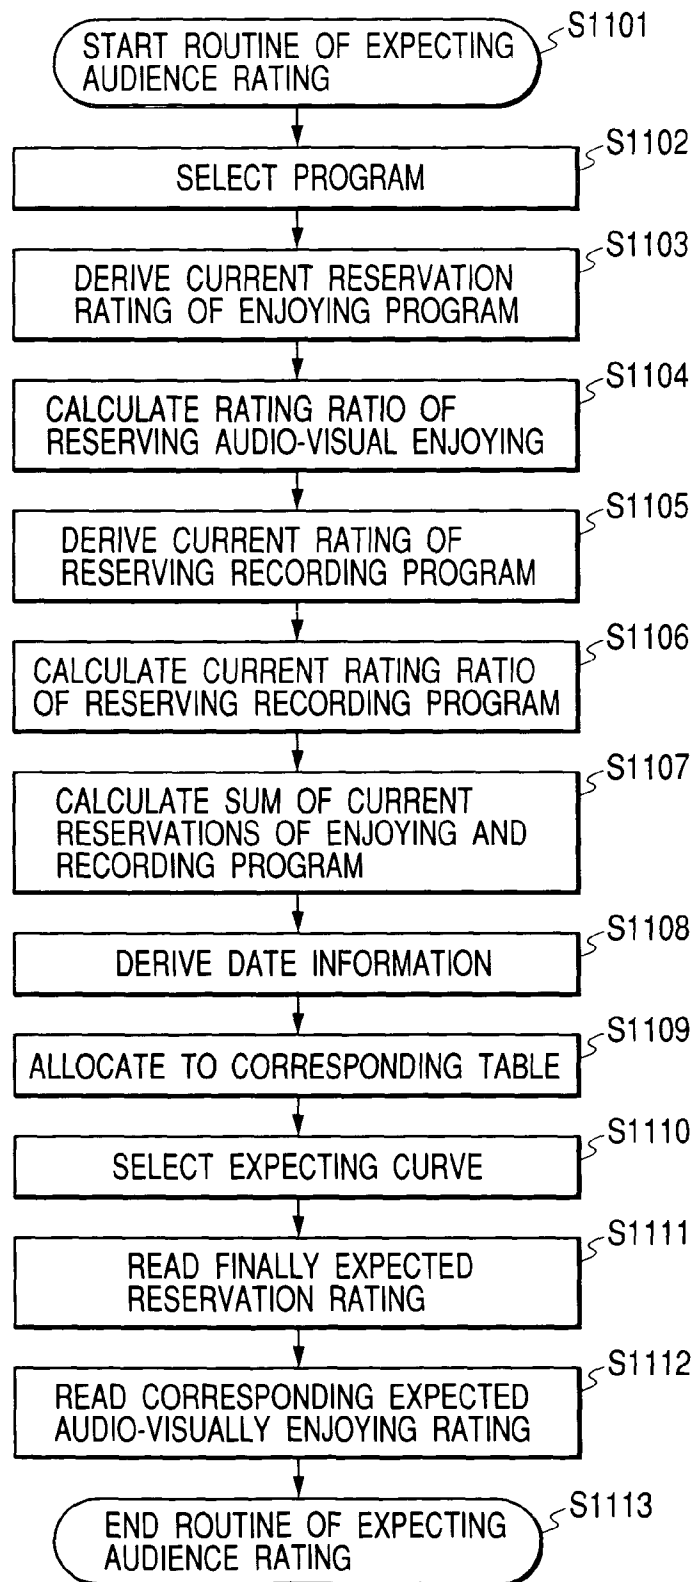 START ROUTINE OF EXPECTING
AUDIENCE RATING
S1101
SELECT PROGRAM
S1102
DERIVE CURRENT RESERVATION
RATING OF ENJOYING PROGRAM
S1103
CALCULATE RATING RATIO OF
RESERVING AUDIO-VISUAL ENJOYING
S1104
DERIVE CURRENT RATING OF
RESERVING RECORDING PROGRAM
S1105
CALCULATE CURRENT RATING RATIO
OF RESERVING RECORDING PROGRAM
S1106
CALCULATE SUM OF CURRENT
RESERVATIONS OF ENJOYING AND
RECORDING PROGRAM
S1107
DERIVE DATE INFORMATION
S1108
ALLOCATE TO CORRESPONDING TABLE
S1109
SELECT EXPECTING CURVE
S1110
READ FINALLY EXPECTED
RESERVATION RATING
S1111
READ CORRESPONDING EXPECTED
AUDIO-VISUALLY ENJOYING RATING
S1112
END ROUTINE OF EXPECTING
AUDIENCE RATING
S1113